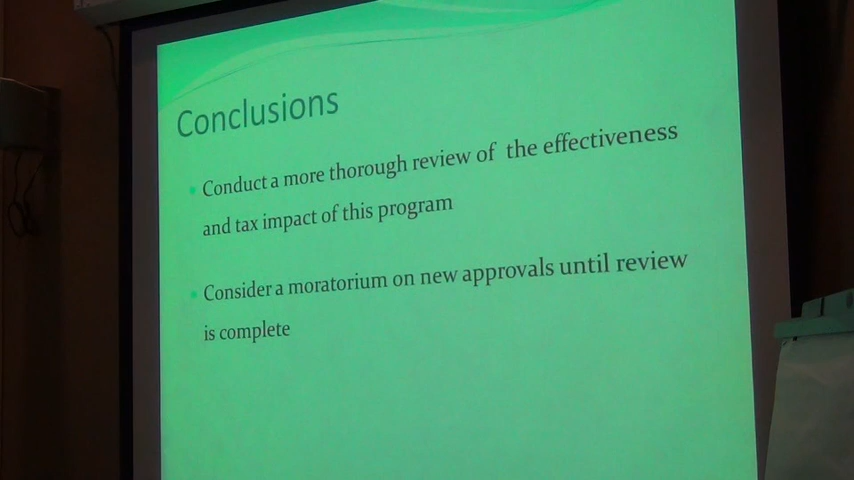 Conclusions
Conduct a more thorough review of the effectiveness
and tax impact of this program
Consider a moratorium on new approvals until review
is complete